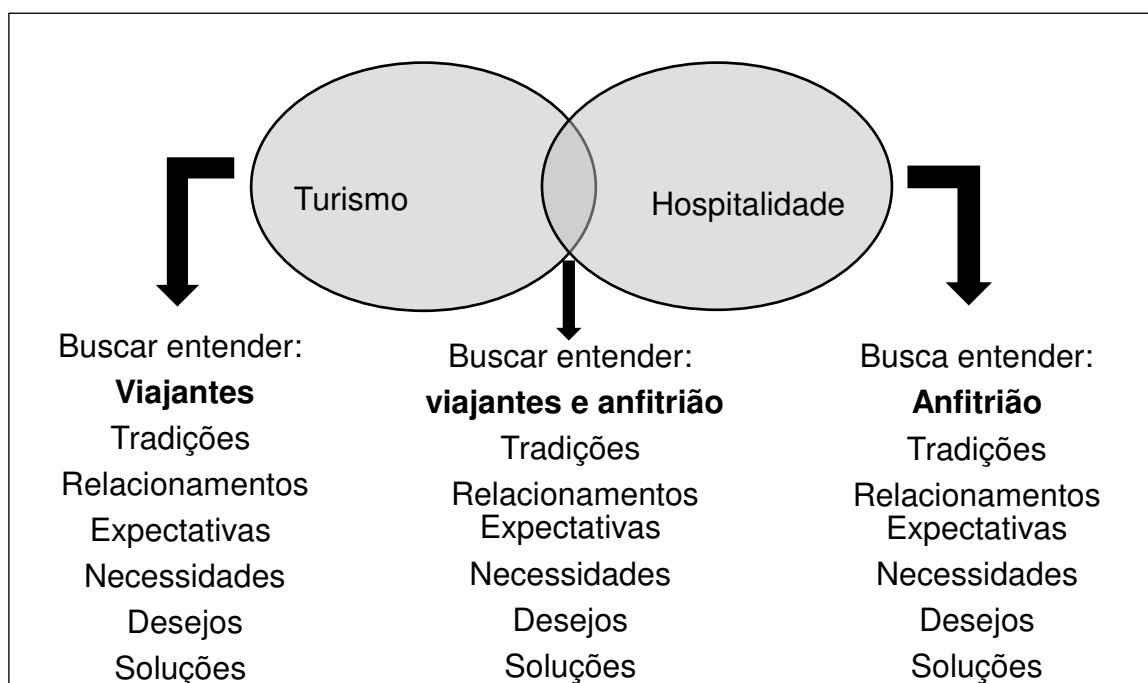 Turismo
Hospitalidade
Buscar entender:
Viajantes
Tradições
Relacionamentos
Expectativas
Necessidades
Desejos
Soluções
Buscar entender:
viajantes e anfitrião
Tradições
Relacionamentos
Expectativas
Necessidades
Desejos
Soluções
Busca entender:
Anfitrião
Tradições
Relacionamentos
Expectativas
Necessidades
Desejos
Soluções